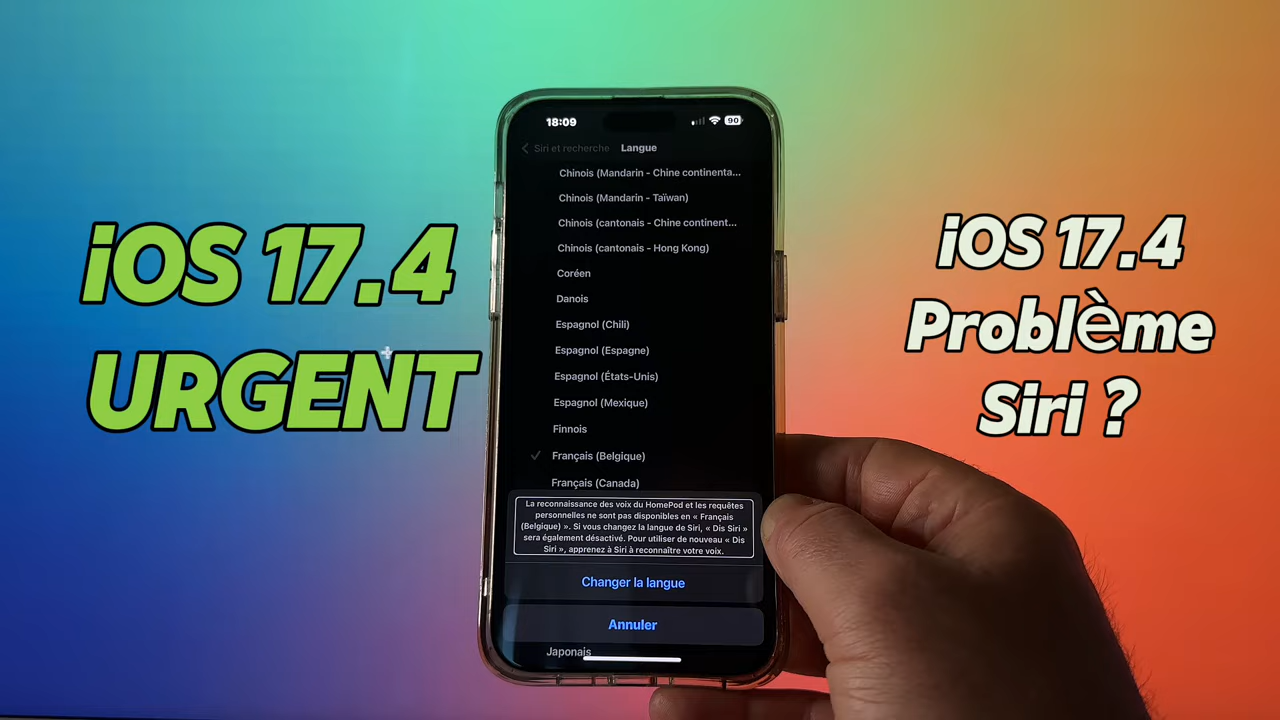 iOS 17.4
URGENT
18:09
90
Siri et recherche
Langue
Chinois (Mandarin - Chine continenta...
Chinois (Mandarin - Taïwan)
Chinois (cantonais - Chine continent...
Chinois (cantonais - Hong Kong)
Coréen
Danois
Espagnol (Chili)
Espagnol (Espagne)
Espagnol (États-Unis)
Espagnol (Mexique)
Finnois
Français (Belgique)
Français (Canada)
La reconnaissance des voix du HomePod et les requêtes
personnelles ne sont pas disponibles en « Français
(Belgique) ». Si vous changez la langue de Siri, « Dis Siri »
sera également désactivé. Pour utiliser de nouveau « Dis
Siri », apprenez à Siri à reconnaître votre voix.
Changer la langue
Annuler
Japonais
iOS 17.4
Problème
Siri ?